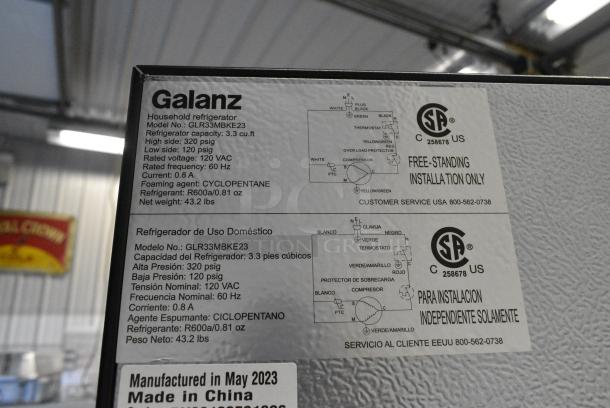 Galanz
Household refrigerator
Model No.: GLR33MBKE23
Refrigerator capacity: 3.3 cu.ft
High side: 320 psig
Low side: 120 psig
Rated voltage: 120 VAC
Rated frequency: 60 Hz
Current: 0.8 A
Foaming agent: CYCLOPENTANE
Refrigerant: R600a/0.81 oz
Net weight: 43.2 lbs
N PLUG L
WHITE BLACK
GREEN BLACK
THERMOSTAT
YELLOW/GREEN
OVERLOAD PROTECTOR RED
WHITE COMPRESSOR
PTC
YELLOW/GREEN
SA
C 258678 US
FREE-STANDING
INSTALLATION ONLY
CUSTOMER SERVICE USA 800-562-0738
Refrigerador de Uso Doméstico
Modelo No.: GLR33MBKE23
Capacidad del Refrigerador: 3.3 pies cúbicos
Alta Presión: 320 psig
Baja Presión: 120 psig
Tensión Nominal: 120 VAC
Frecuencia Nominal: 60 Hz
Corriente: 0.8 A
Agente Espumante: CICLOPENTANO
Refrigerante: R600a/0.81 oz
Peso Neto: 43.2 lbs
N CLAVIJA L
BLANCO NEGRO
VERDE
TERMOSTATO
VERDE/AMARILLO
ROJO
PROTECTOR DE SOBRECARGA
BLANCO COMPRESOR
PTC
VERDE/AMARILLO
SA
C 258678 US
PARA INSTALACION
INDEPENDIENTE SOLAMENTE
SERVICIO AL CLIENTE EEUU 800-562-0738
Manufactured in May 2023
Made in China
CROWN